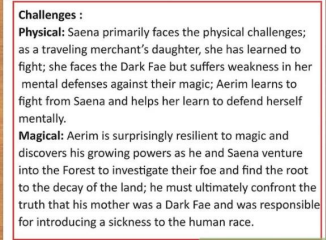 Challenges :
Physical: Saena primarily faces the physical challenges;
as a traveling merchant's daughter, she has learned to
fight; she faces the Dark Fae but suffers weakness in her
mental defenses against their magic; Aerim learns to
fight from Saena and helps her learn to defend herself
mentally.
Magical: Aerim is surprisingly resilient to magic and
discovers his growing powers as he and Saena venture
into the Forest to investigate their foe and find the root
to the decay of the land; he must ultimately confront the
truth that his mother was a Dark Fae and was responsible
for introducing a sickness to the human race.